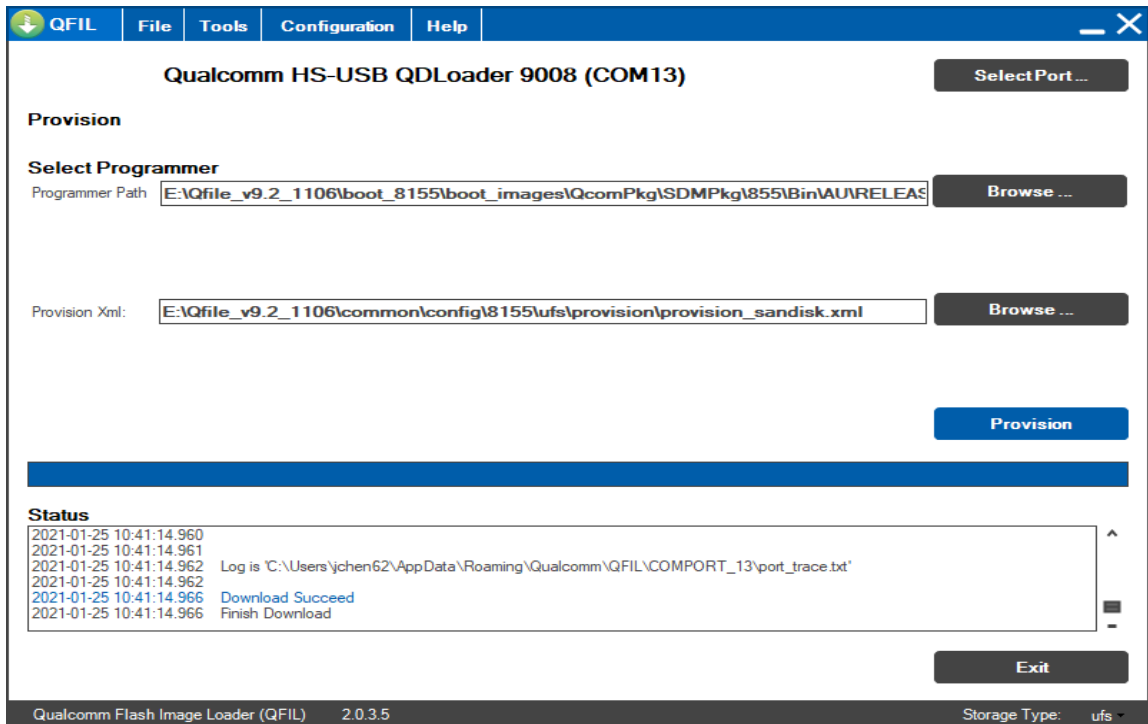 QFIL File Tools Configuration Help
Qualcomm HS-USB QDLoader 9008 (COM13)
SelectPort ...
Provision
Select Programmer
Programmer Path E:\Qfile_v9.2_1106\boot_8155\boot_images\QcomPkg\SDMPkg\855\Bin\AU\RELEAS Browse ...
Provision Xml: E:\Qfile_v9.2_1106\common\config\8155\ufs\provision\provision_sandisk.xml Browse ...
Provision
Status
2021-01-25 10:41:14.960
2021-01-25 10:41:14.961
2021-01-25 10:41:14.962 Log is 'C:\Users\jchen62\AppData\Roaming\Qualcomm\QFIL\COMPORT_13\port_trace.txt'
2021-01-25 10:41:14.962
2021-01-25 10:41:14.966 Download Succeed
2021-01-25 10:41:14.966 Finish Download
Exit
Qualcomm Flash Image Loader (QFIL) 2.0.3.5 Storage Type: ufs